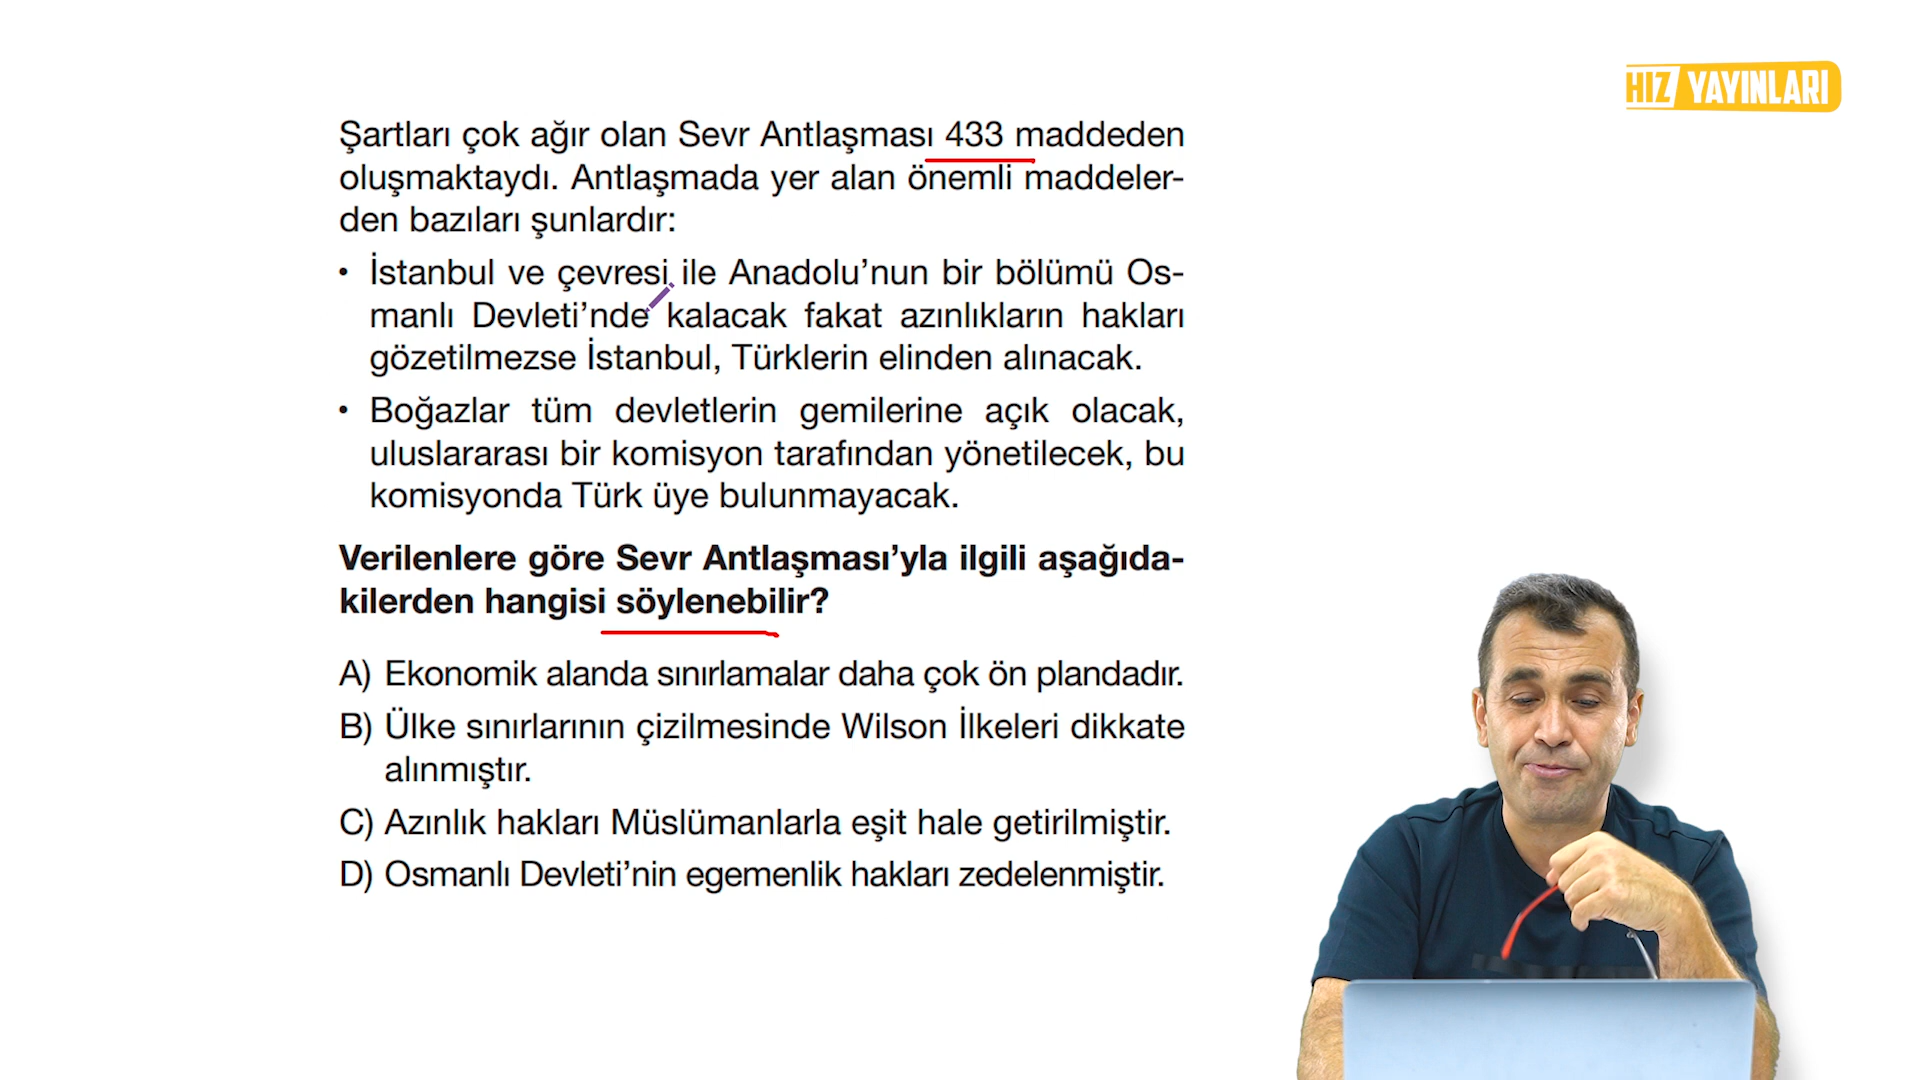 HIZ YAYINLARI
Şartları çok ağır olan Sevr Antlaşması 433 maddeden
oluşmaktaydı. Antlaşmada yer alan önemli maddeler-
den bazıları şunlardır:
• İstanbul ve çevresi ile Anadolu’nun bir bölümü Os-
manlı Devleti’nde kalacak fakat azınlıkların hakları
gözetilmezse İstanbul, Türklerin elinden alınacak.
• Boğazlar tüm devletlerin gemilerine açık olacak,
uluslararası bir komisyon tarafından yönetilecek, bu
komisyonda Türk üye bulunmayacak.
Verilenlere göre Sevr Antlaşması’yla ilgili aşağıda-
kilerden hangisi söylenebilir?
A) Ekonomik alanda sınırlamalar daha çok ön plandadır.
B) Ülke sınırlarının çizilmesinde Wilson İlkeleri dikkate
alınmıştır.
C) Azınlık hakları Müslümanlarla eşit hale getirilmiştir.
D) Osmanlı Devleti’nin egemenlik hakları zedelenmiştir.